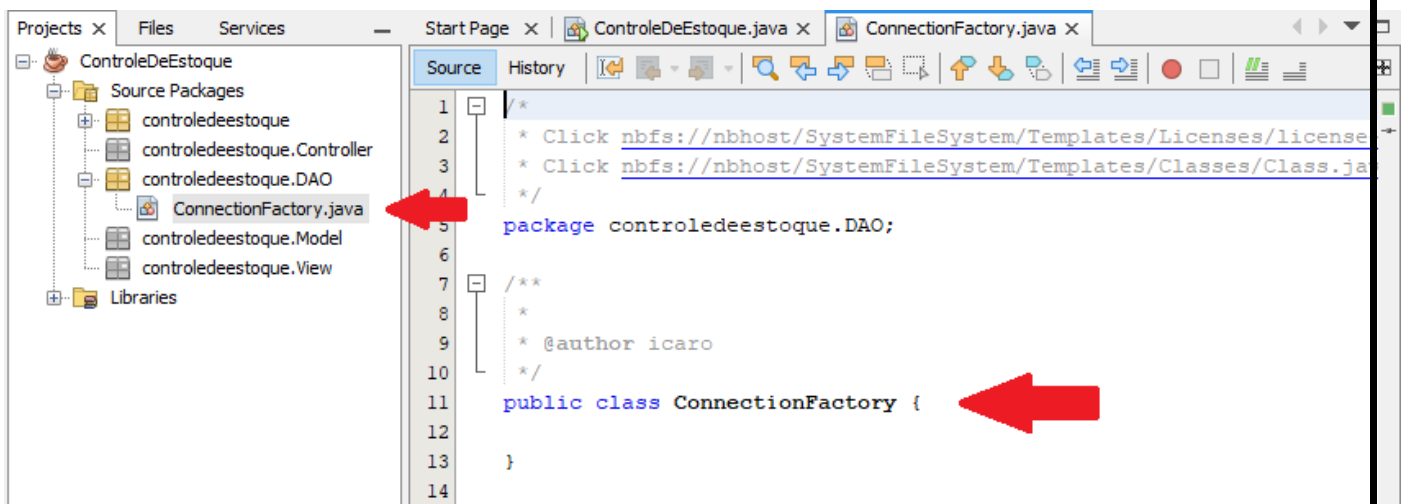 Projects
Files
Services
Start Page
ControleDeEstoque.java
ConnectionFactory.java
ControleDeEstoque
Source Packages
controledeestoque
controledeestoque.Controller
controledeestoque.DAO
ConnectionFactory.java
controledeestoque.Model
controledeestoque.View
Libraries
Source History
1 /*
2 * Click nbfs://nbhost/SystemFileSystem/Templates/Licenses/license
3 * Click nbfs://nbhost/SystemFileSystem/Templates/Classes/Class.ja
4 */
5 package controledeestoque.DAO;
6
7 /**
8 *
9 * @author icaro
10 */
11 public class ConnectionFactory {
12
13 }
14